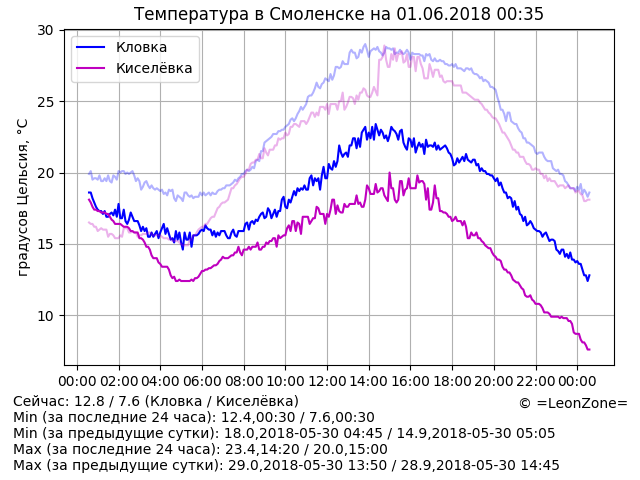 Температура в Смоленске на 01.06.2018 00:35
Кловка
Киселёвка
градусов Цельсия, °C
30
25
20
15
10
00:00 02:00 04:00 06:00 08:00 10:00 12:00 14:00 16:00 18:00 20:00 22:00 00:00
Сейчас: 12.8 / 7.6 (Кловка / Киселёвка)
© =LeonZone=
Min (за последние 24 часа): 12.4,00:30 / 7.6,00:30
Min (за предыдущие сутки): 18.0,2018-05-30 04:45 / 14.9,2018-05-30 05:05
Max (за последние 24 часа): 23.4,14:20 / 20.0,15:00
Max (за предыдущие сутки): 29.0,2018-05-30 13:50 / 28.9,2018-05-30 14:45